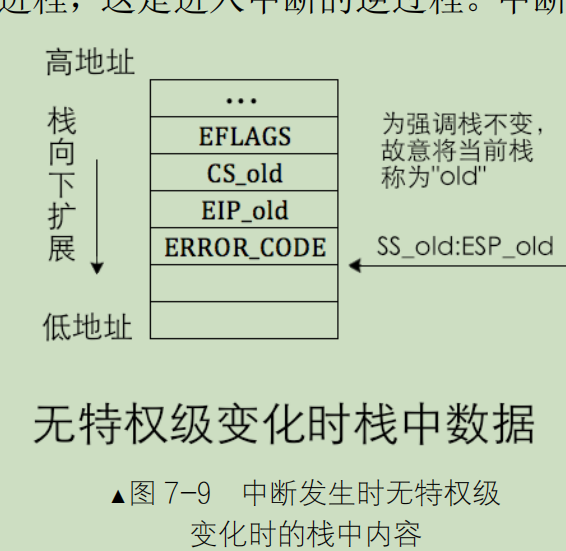 进程，这是进入中断的逆过程。中断
高地址
栈向下扩展
低地址
...
EFLAGS
CS_old
EIP_old
ERROR_CODE
为强调栈不变，
故意将当前栈
称为"old"
SS_old:ESP_old
无特权级变化时栈中数据
▲图 7-9 中断发生时无特权级
变化时的栈中内容